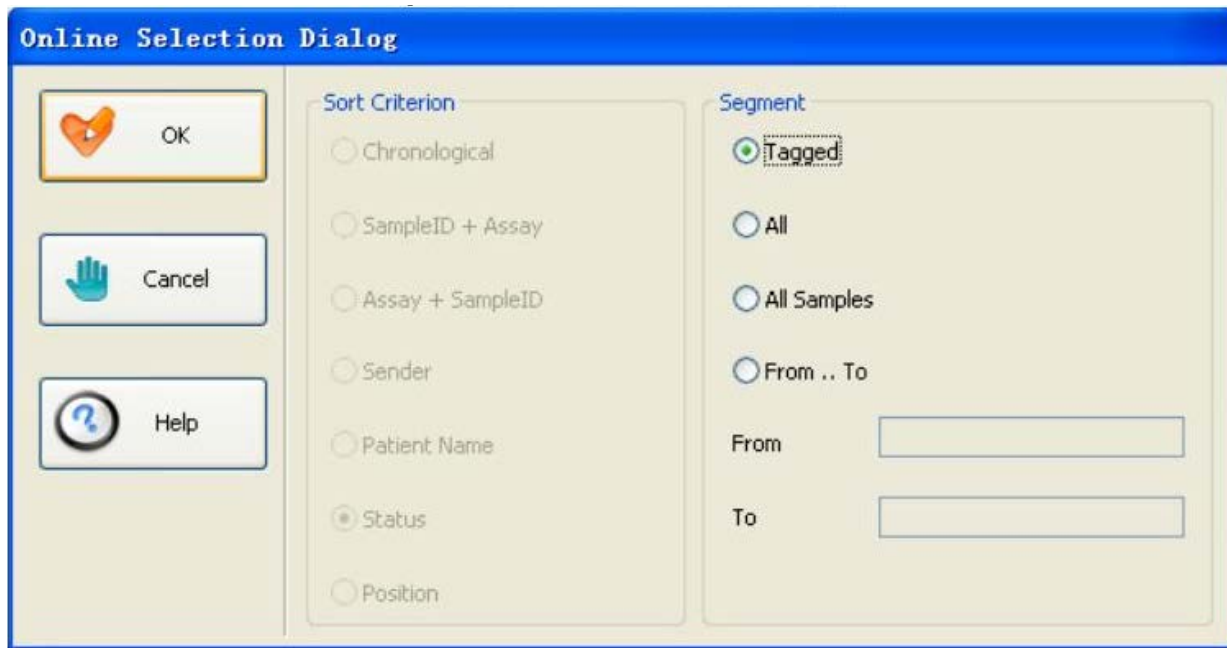 Online Selection Dialog
OK
Cancel
Help
Sort Criterion
Chronological
SampleID + Assay
Assay + SampleID
Sender
Patient Name
Status
Position
Segment
Tagged
All
All Samples
From .. To
From
To